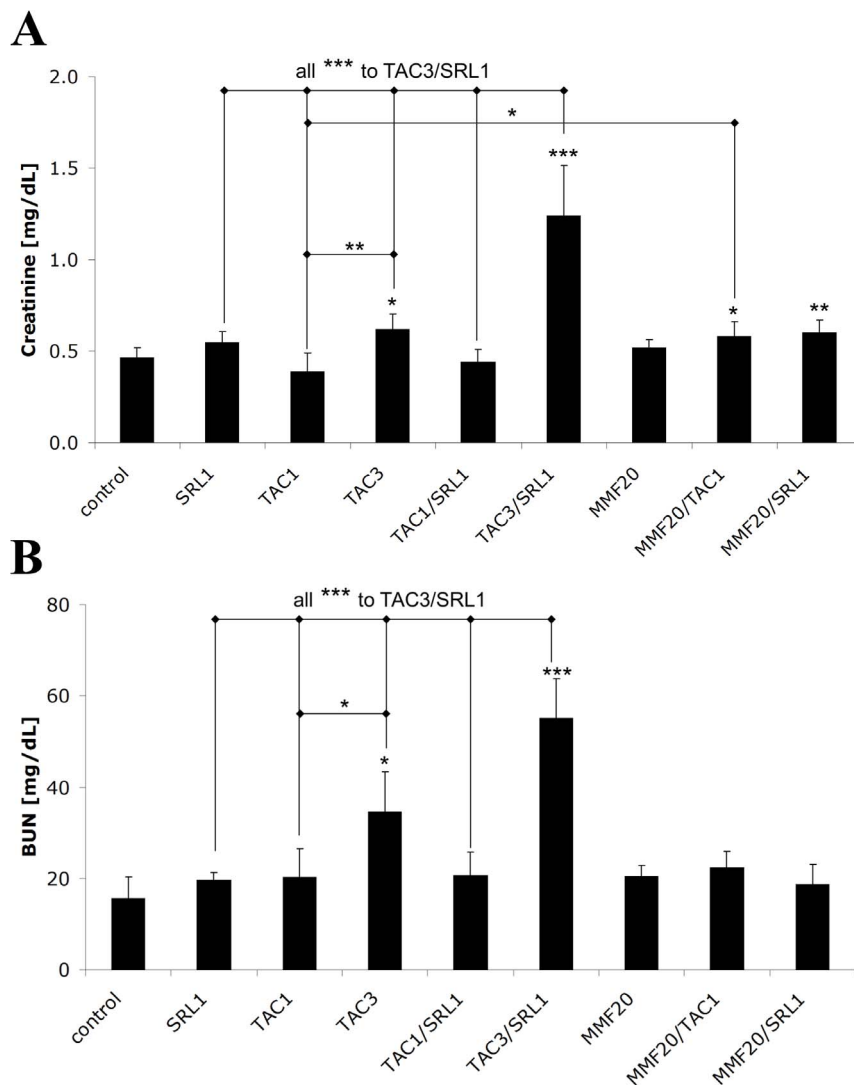 A
all *** to TAC3/SRL1
2.0
*
1.5
***
1.0
**
*
*
**
0.5
0.0
Creatinine [mg/dL]
control
SRL1
TAC1
TAC3
TAC1/SRL1
TAC3/SRL1
MMF20
MMF20/TAC1
MMF20/SRL1
B
all *** to TAC3/SRL1
80
***
60
*
*
40
20
0
BUN [mg/dL]
control
SRL1
TAC1
TAC3
TAC1/SRL1
TAC3/SRL1
MMF20
MMF20/TAC1
MMF20/SRL1